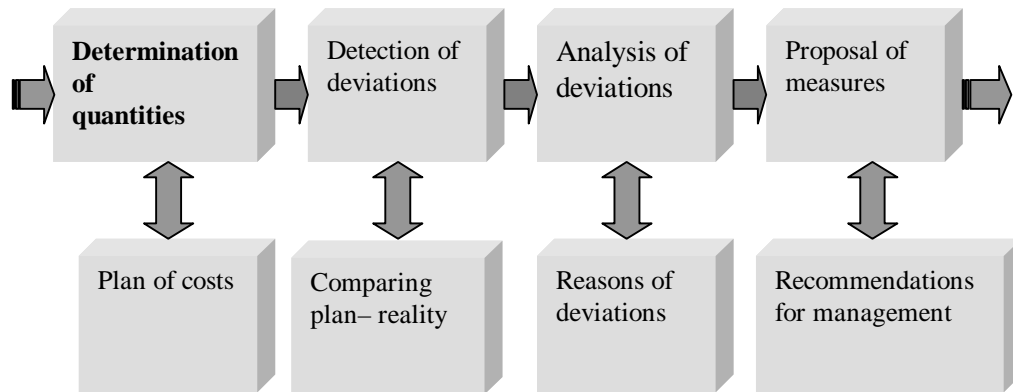 Determination
of
quantities
Detection of
deviations
Analysis of
deviations
Proposal of
measures
Plan of costs
Comparing
plan– reality
Reasons of
deviations
Recommendations
for management